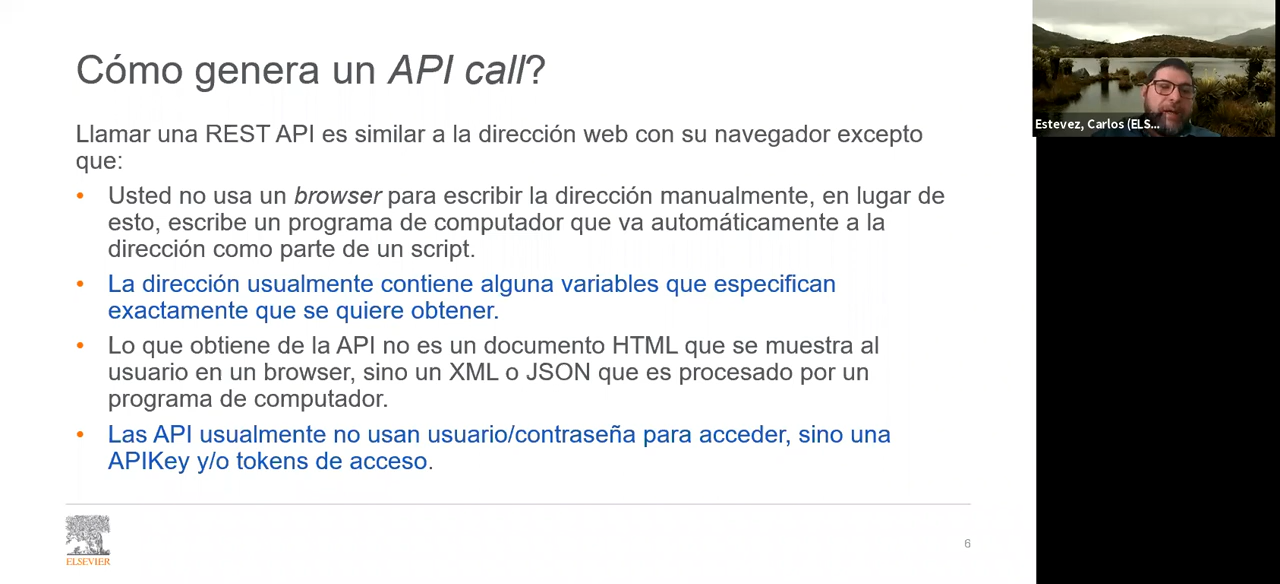 Cómo genera un API call?
Llamar una REST API es similar a la dirección web con su navegador excepto
que:
• Usted no usa un browser para escribir la dirección manualmente, en lugar de
esto, escribe un programa de computador que va automáticamente a la
dirección como parte de un script.
• La dirección usualmente contiene alguna variables que especifican
exactamente que se quiere obtener.
• Lo que obtiene de la API no es un documento HTML que se muestra al
usuario en un browser, sino un XML o JSON que es procesado por un
programa de computador.
• Las API usualmente no usan usuario/contraseña para acceder, sino una
APIKey y/o tokens de acceso.
ELSEVIER
6
Estevez, Carlos (ELS...